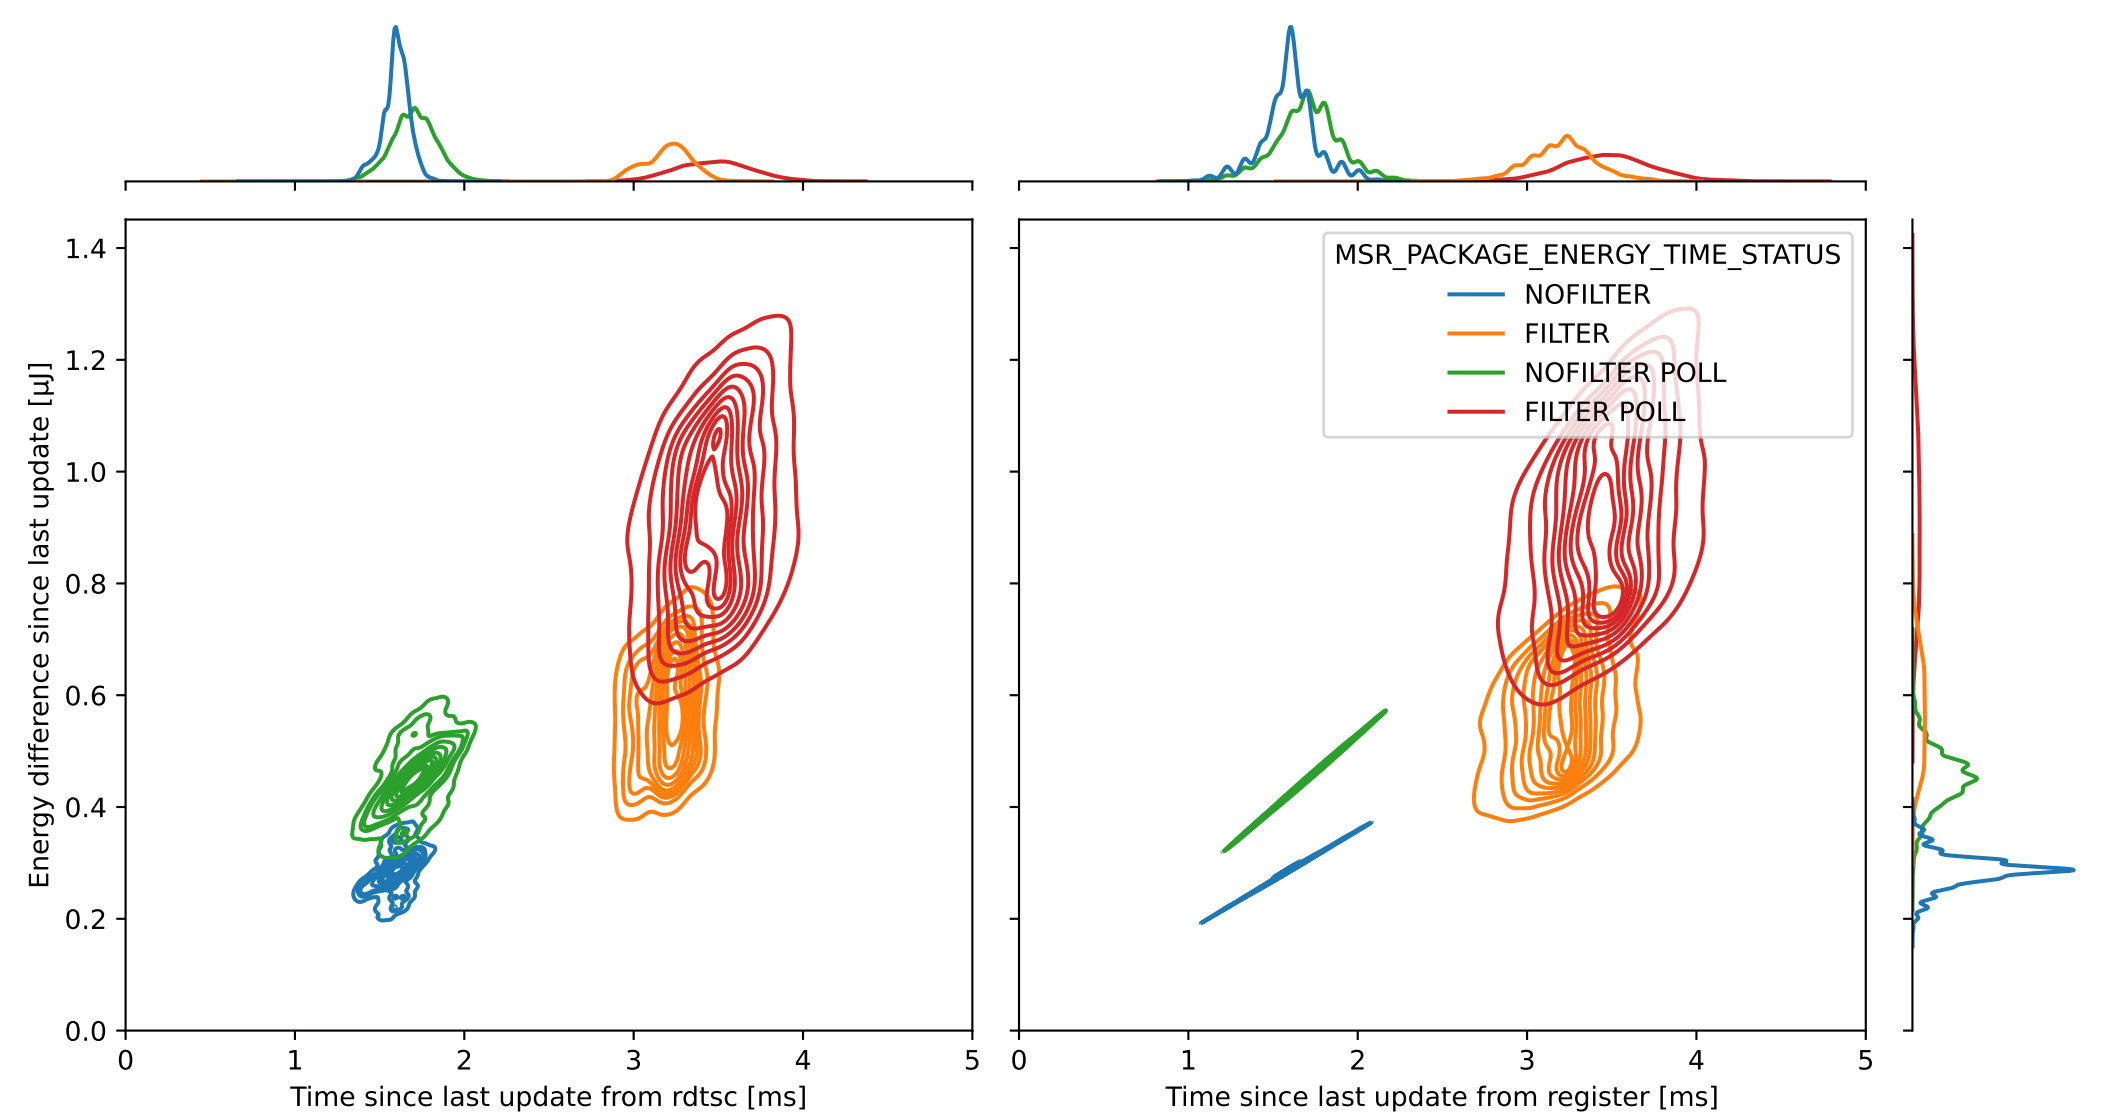 1.4
1.2
1.0
0.8
0.6
0.4
0.2
0.0
Energy difference since last update [µJ]
0 1 2 3 4 5
Time since last update from rdtsc [ms]
MSR_PACKAGE_ENERGY_TIME_STATUS
NOFILTER
FILTER
NOFILTER POLL
FILTER POLL
0 1 2 3 4 5
Time since last update from register [ms]